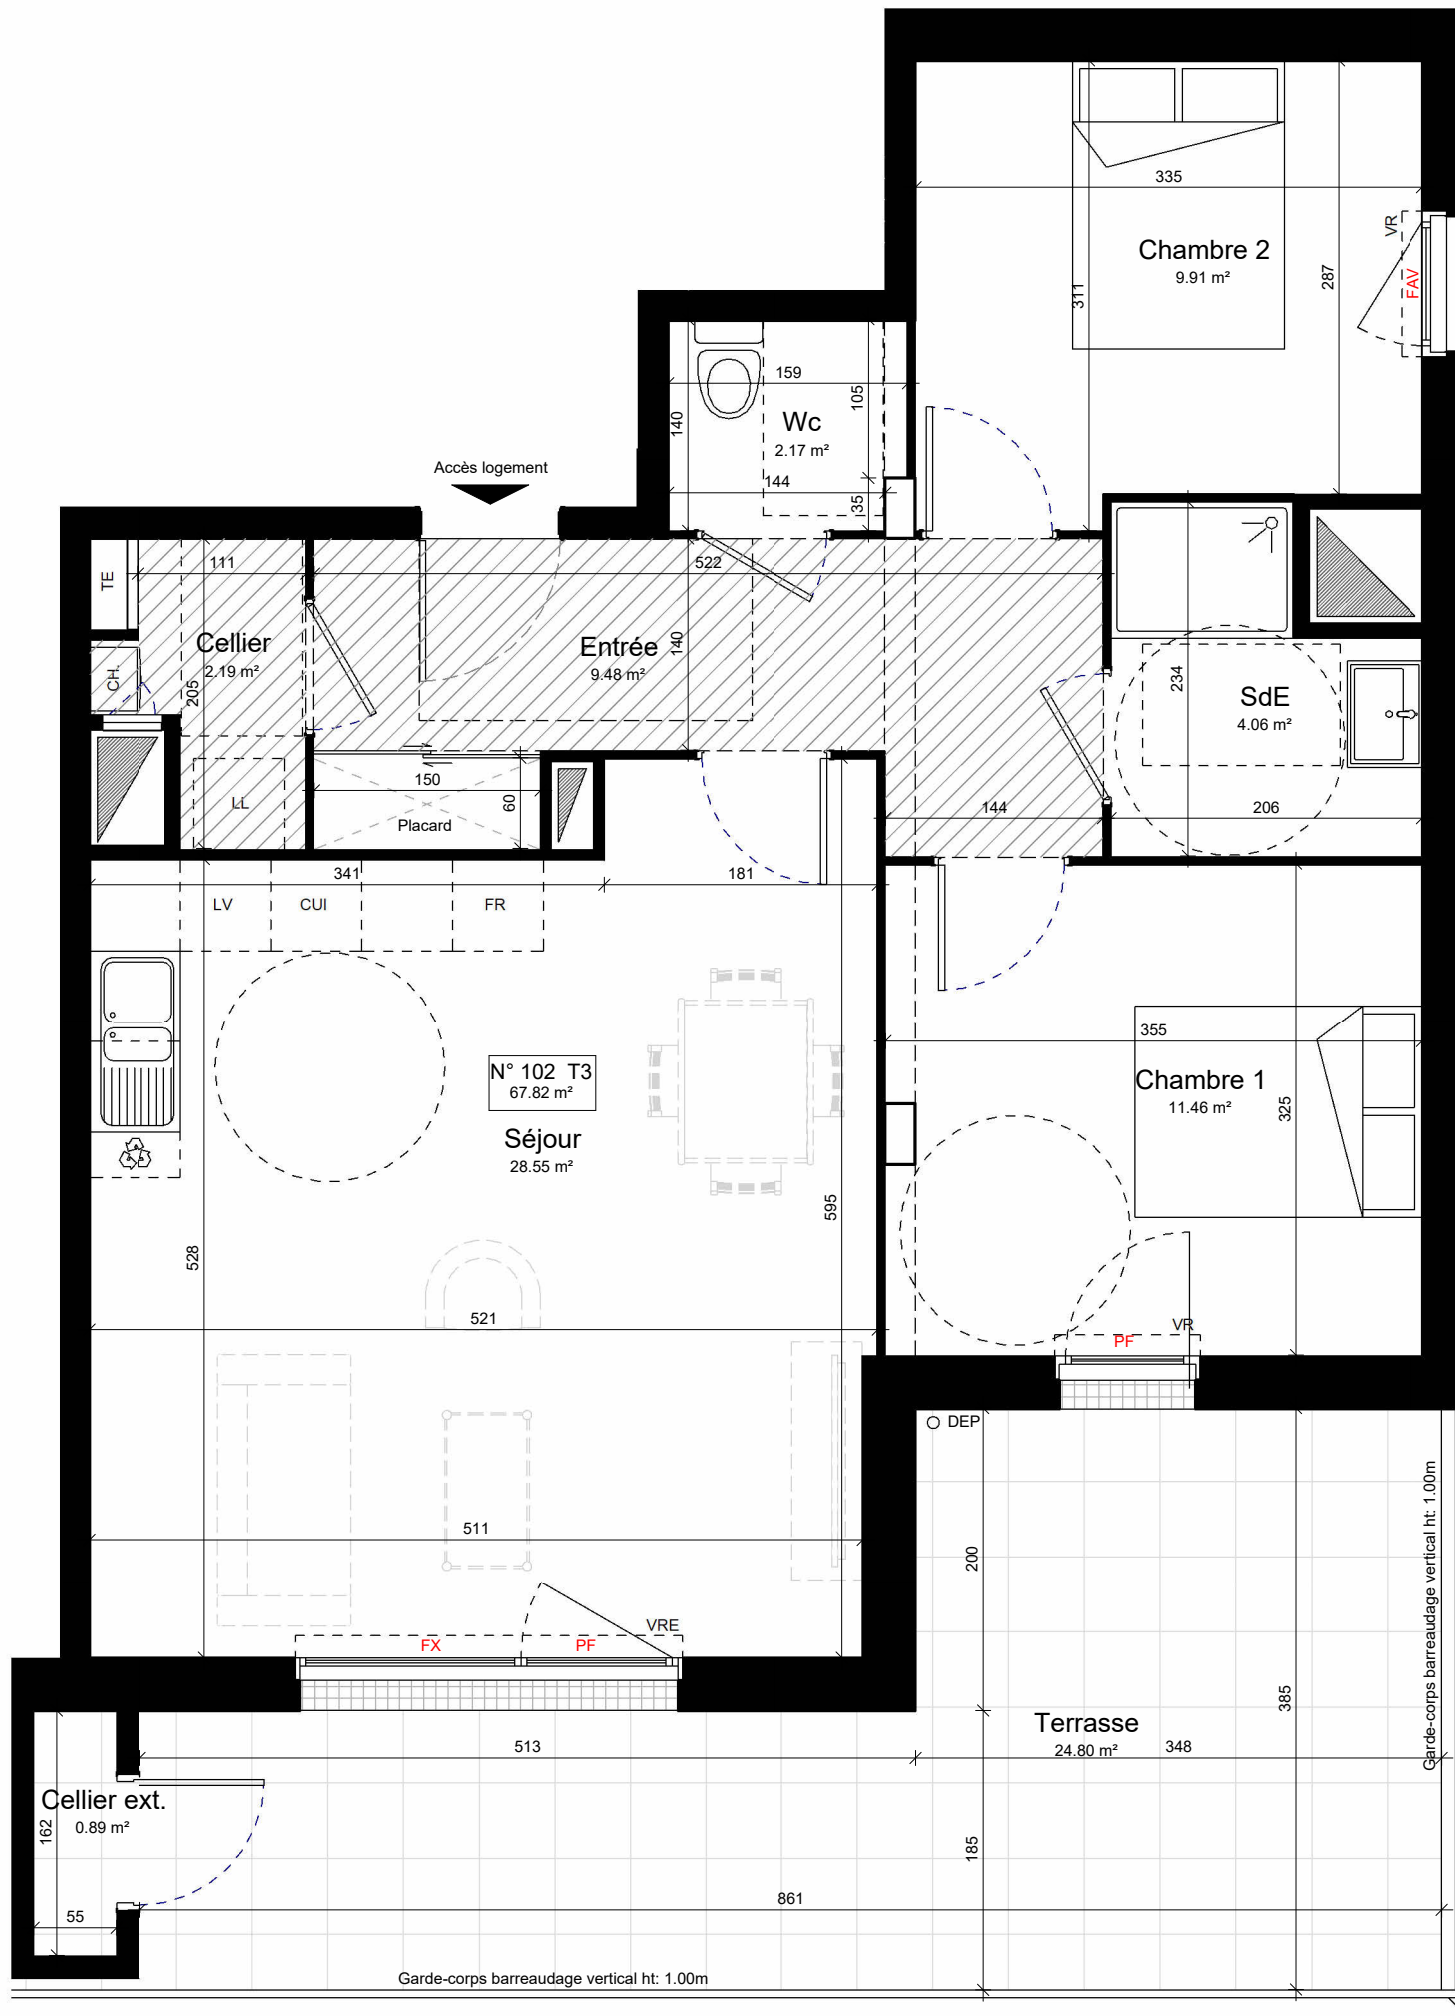 335
Chambre 2
9.91 m²
311
287
VR
FAV
159
105
140
Wc
2.17 m²
144
35
Accès logement
TE
111
522
Cellier
2.19 m²
205
CH.
Entrée
9.48 m²
140
234
SdE
4.06 m²
LL
150
60
Placard
144
206
341
181
LV
CUI
FR
355
N° 102 T3
67.82 m²
Chambre 1
11.46 m²
325
Séjour
28.55 m²
595
528
521
VR
PF
DEP
511
200
VRE
FX
PF
Garde-corps barreaudage vertical ht: 1.00m
385
Terrasse
24.80 m²
513
348
Cellier ext.
0.89 m²
162
185
861
55
Garde-corps barreaudage vertical ht: 1.00m